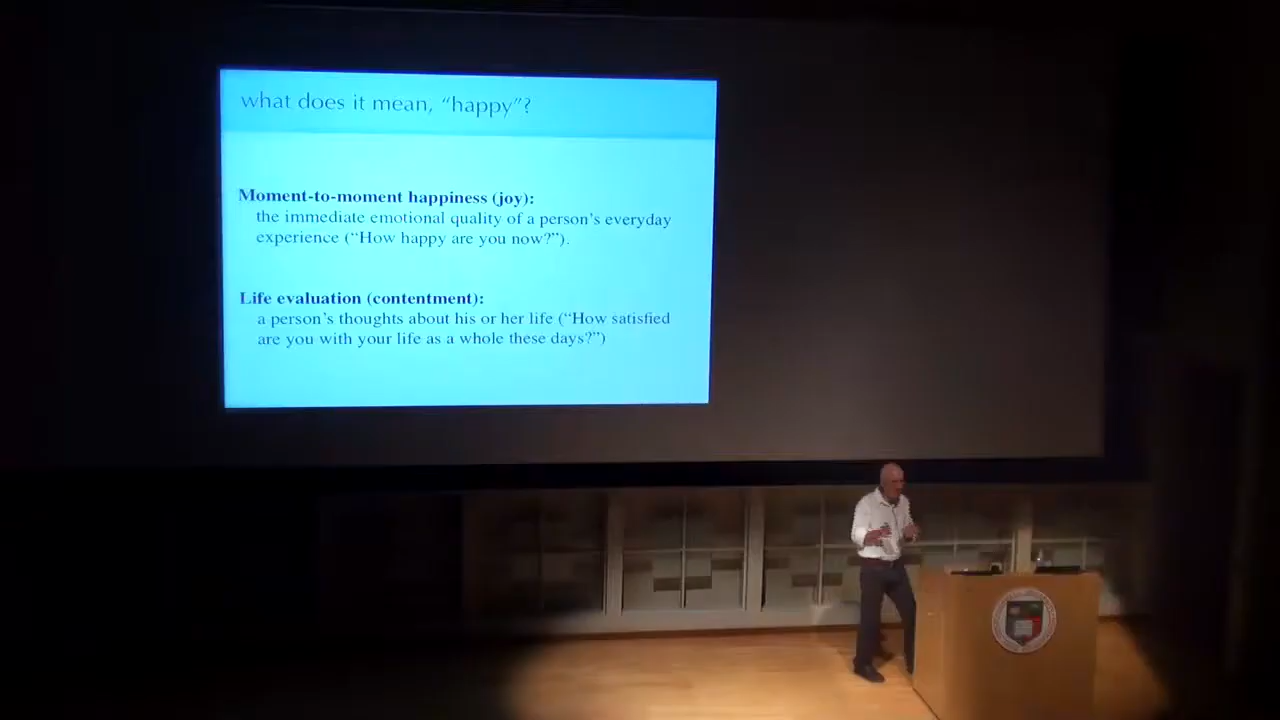 what does it mean, “happy”?
Moment-to-moment happiness (joy):
the immediate emotional quality of a person’s everyday
experience (“How happy are you now?”).
Life evaluation (contentment):
a person’s thoughts about his or her life (“How satisfied
are you with your life as a whole these days?”)